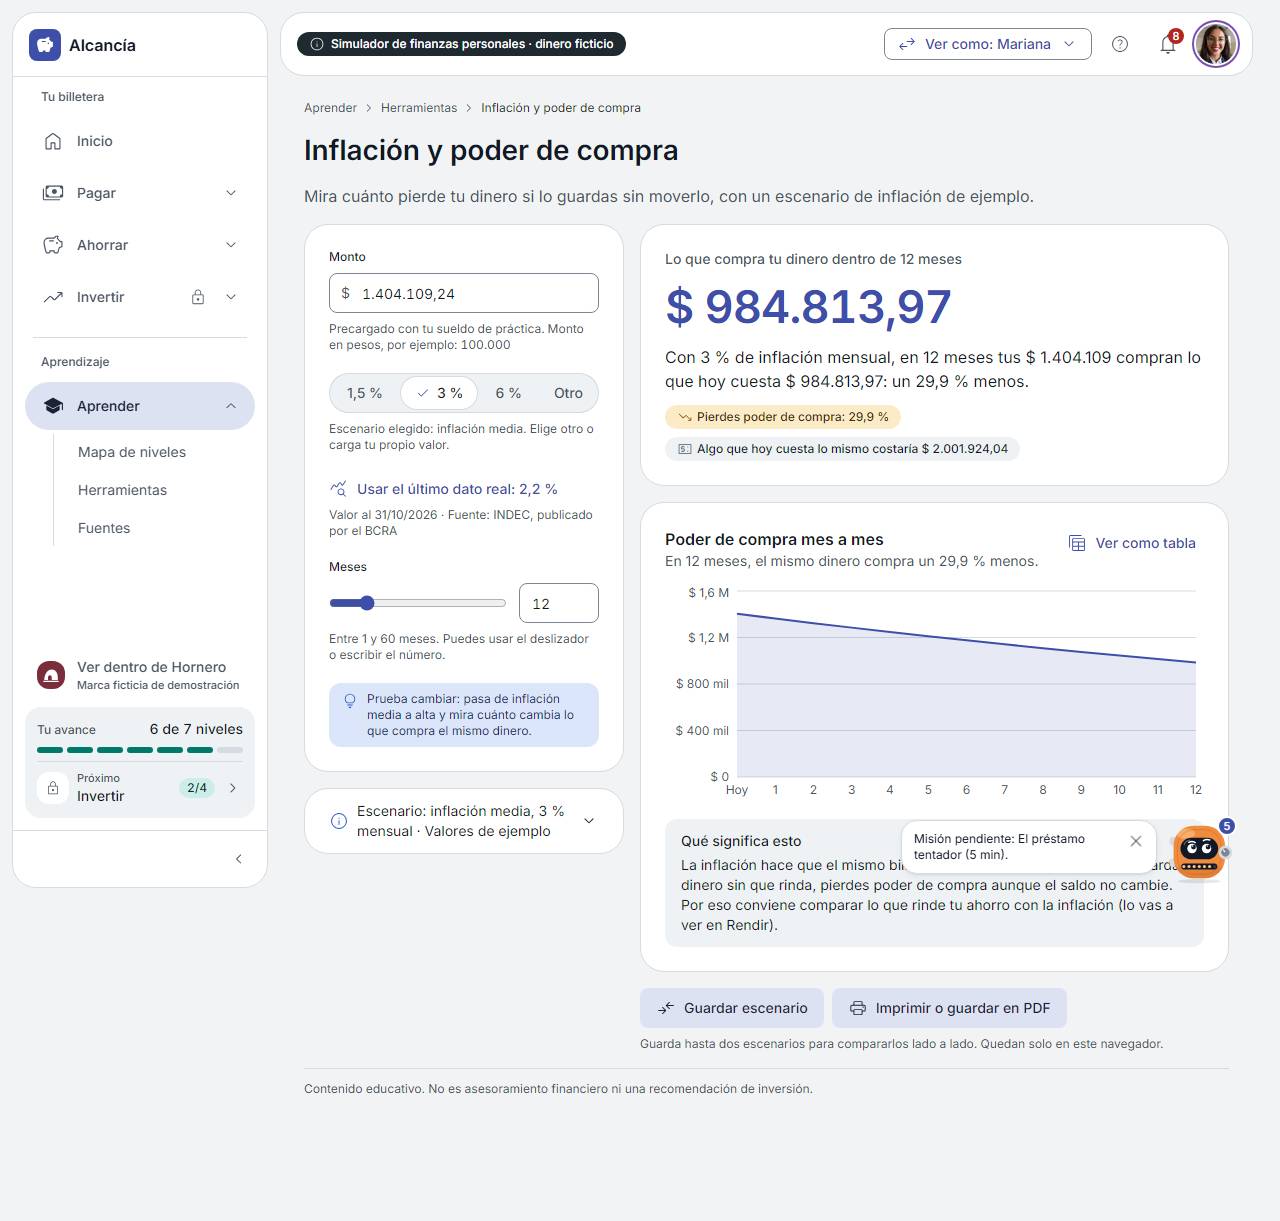 Alcancía
Tu billetera
Inicio
Pagar
Ahorrar
Invertir
Aprendizaje
Aprender
Mapa de niveles
Herramientas
Fuentes
Ver dentro de Hornero
Marca ficticia de demostración
Tu avance
6 de 7 niveles
Próximo
Invertir
2/4
Simulador de finanzas personales · dinero ficticio
Ver como: Mariana
8
Aprender
Herramientas
Inflación y poder de compra
Inflación y poder de compra
Mira cuánto pierde tu dinero si lo guardas sin moverlo, con un escenario de inflación de ejemplo.
Monto
$ 1.404.109,24
Precargado con tu sueldo de práctica. Monto
en pesos, por ejemplo: 100.000
1,5 %
3 %
6 %
Otro
Escenario elegido: inflación media. Elige otro o
carga tu propio valor.
Usar el último dato real: 2,2 %
Valor al 31/10/2026 · Fuente: INDEC, publicado
por el BCRA
Meses
12
Entre 1 y 60 meses. Puedes usar el deslizador
o escribir el número.
Prueba cambiar: pasa de inflación
media a alta y mira cuánto cambia lo
que compra el mismo dinero.
Escenario: inflación media, 3 %
mensual · Valores de ejemplo
Lo que compra tu dinero dentro de 12 meses
$ 984.813,97
Con 3 % de inflación mensual, en 12 meses tus $ 1.404.109 compran lo
que hoy cuesta $ 984.813,97: un 29,9 % menos.
Pierdes poder de compra: 29,9 %
Algo que hoy cuesta lo mismo costaría $ 2.001.924,04
Poder de compra mes a mes
En 12 meses, el mismo dinero compra un 29,9 % menos.
Ver como tabla
$ 1,6 M
$ 1,2 M
$ 800 mil
$ 400 mil
$ 0
Hoy 1 2 3 4 5 6 7 8 9 10 11 12
Qué significa esto
La inflación hace que el mismo
dinero sin que rinda, pierdes poder de compra aunque el saldo no cambie.
Por eso conviene comparar lo que rinde tu ahorro con la inflación (lo vas a
ver en Rendir).
Misión pendiente: El préstamo
tentador (5 min).
5
Guardar escenario
Imprimir o guardar en PDF
Guarda hasta dos escenarios para compararlos lado a lado. Quedan solo en este navegador.
Contenido educativo. No es asesoramiento financiero ni una recomendación de inversión.